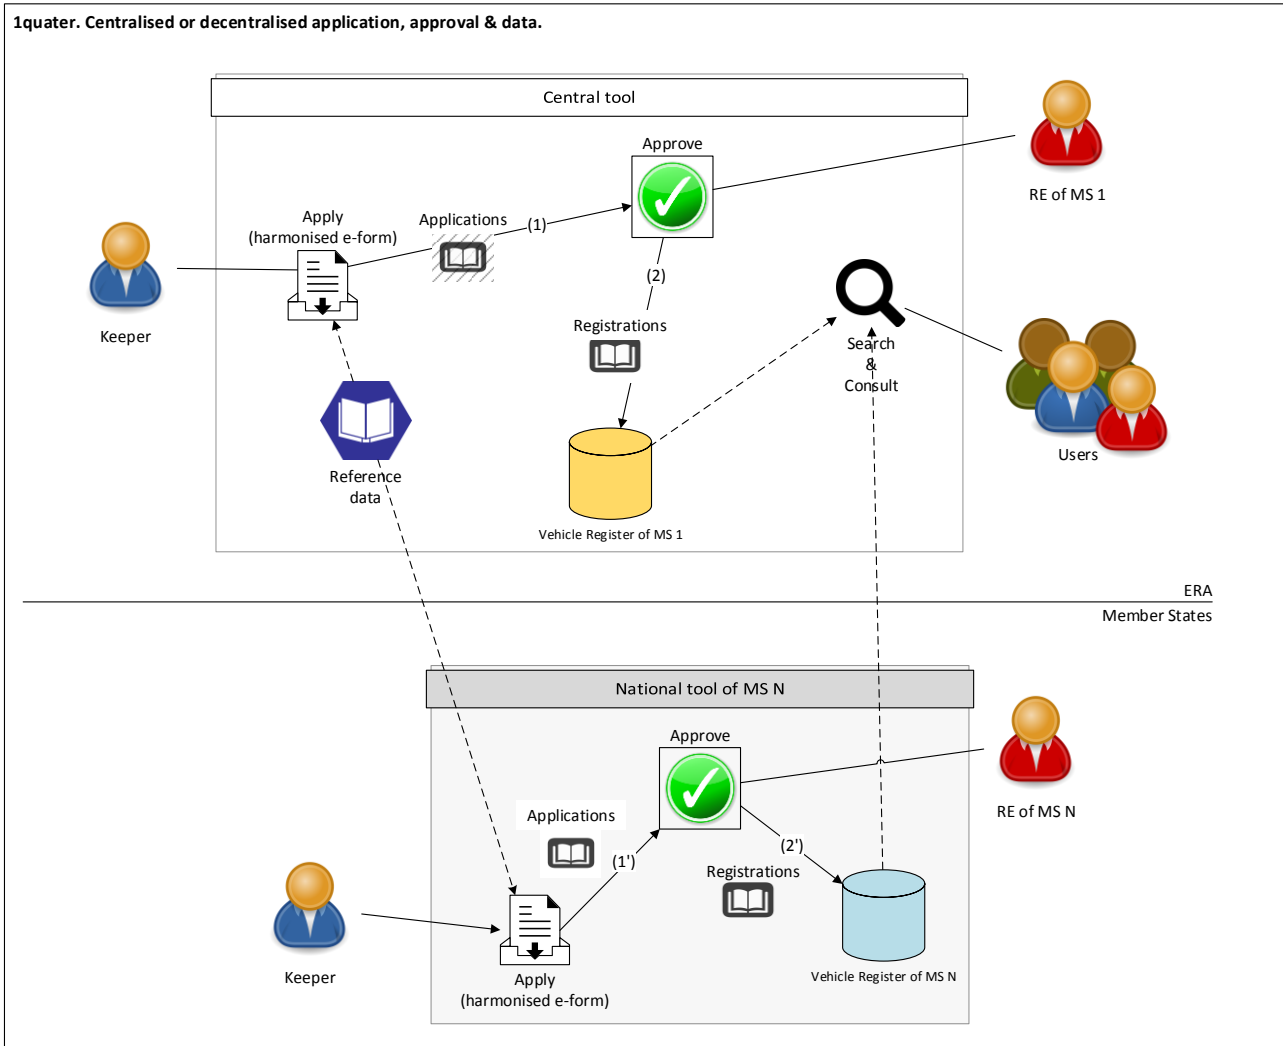 1quater. Centralised or decentralised application, approval & data.
Central tool
Approve
RE of MS 1
Apply
(harmonised e-form)
Applications
(1)
Keeper
(2)
Registrations
Search
&
Consult
Users
Reference
data
Vehicle Register of MS 1
ERA
Member States
National tool of MS N
Approve
RE of MS N
Applications
(1')
(2')
Registrations
Keeper
Apply
(harmonised e-form)
Vehicle Register of MS N